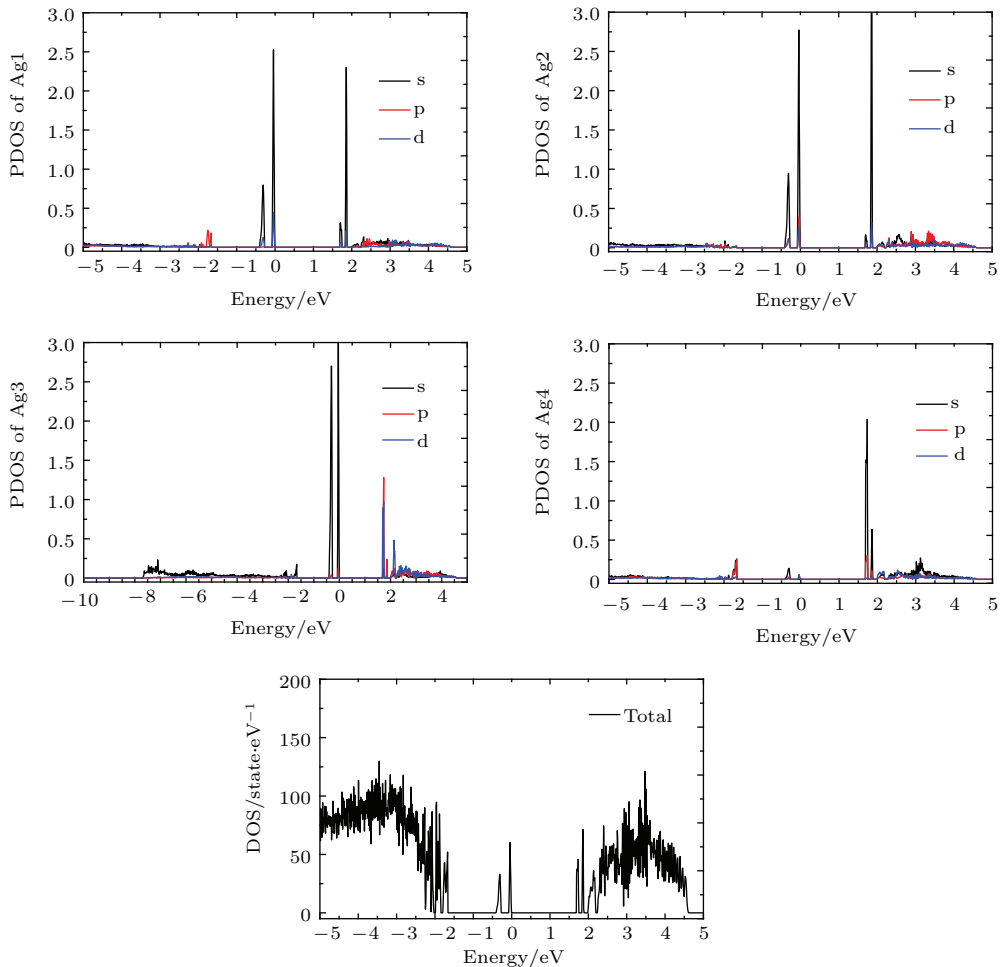 PDOS of Ag1
3.0
2.5
2.0
1.5
1.0
0.5
0
s
p
d
−5 −4 −3 −2 −1 0 1 2 3 4 5
Energy/eV
PDOS of Ag2
3.0
2.5
2.0
1.5
1.0
0.5
0
s
p
d
−5 −4 −3 −2 −1 0 1 2 3 4 5
Energy/eV
PDOS of Ag3
3.0
2.5
2.0
1.5
1.0
0.5
0
s
p
d
−10 −8 −6 −4 −2 0 2 4
Energy/eV
PDOS of Ag4
3.0
2.5
2.0
1.5
1.0
0.5
0
s
p
d
−5 −4 −3 −2 −1 0 1 2 3 4 5
Energy/eV
DOS/state·eV⁻¹
200
150
100
50
0
Total
−5 −4 −3 −2 −1 0 1 2 3 4 5
Energy/eV